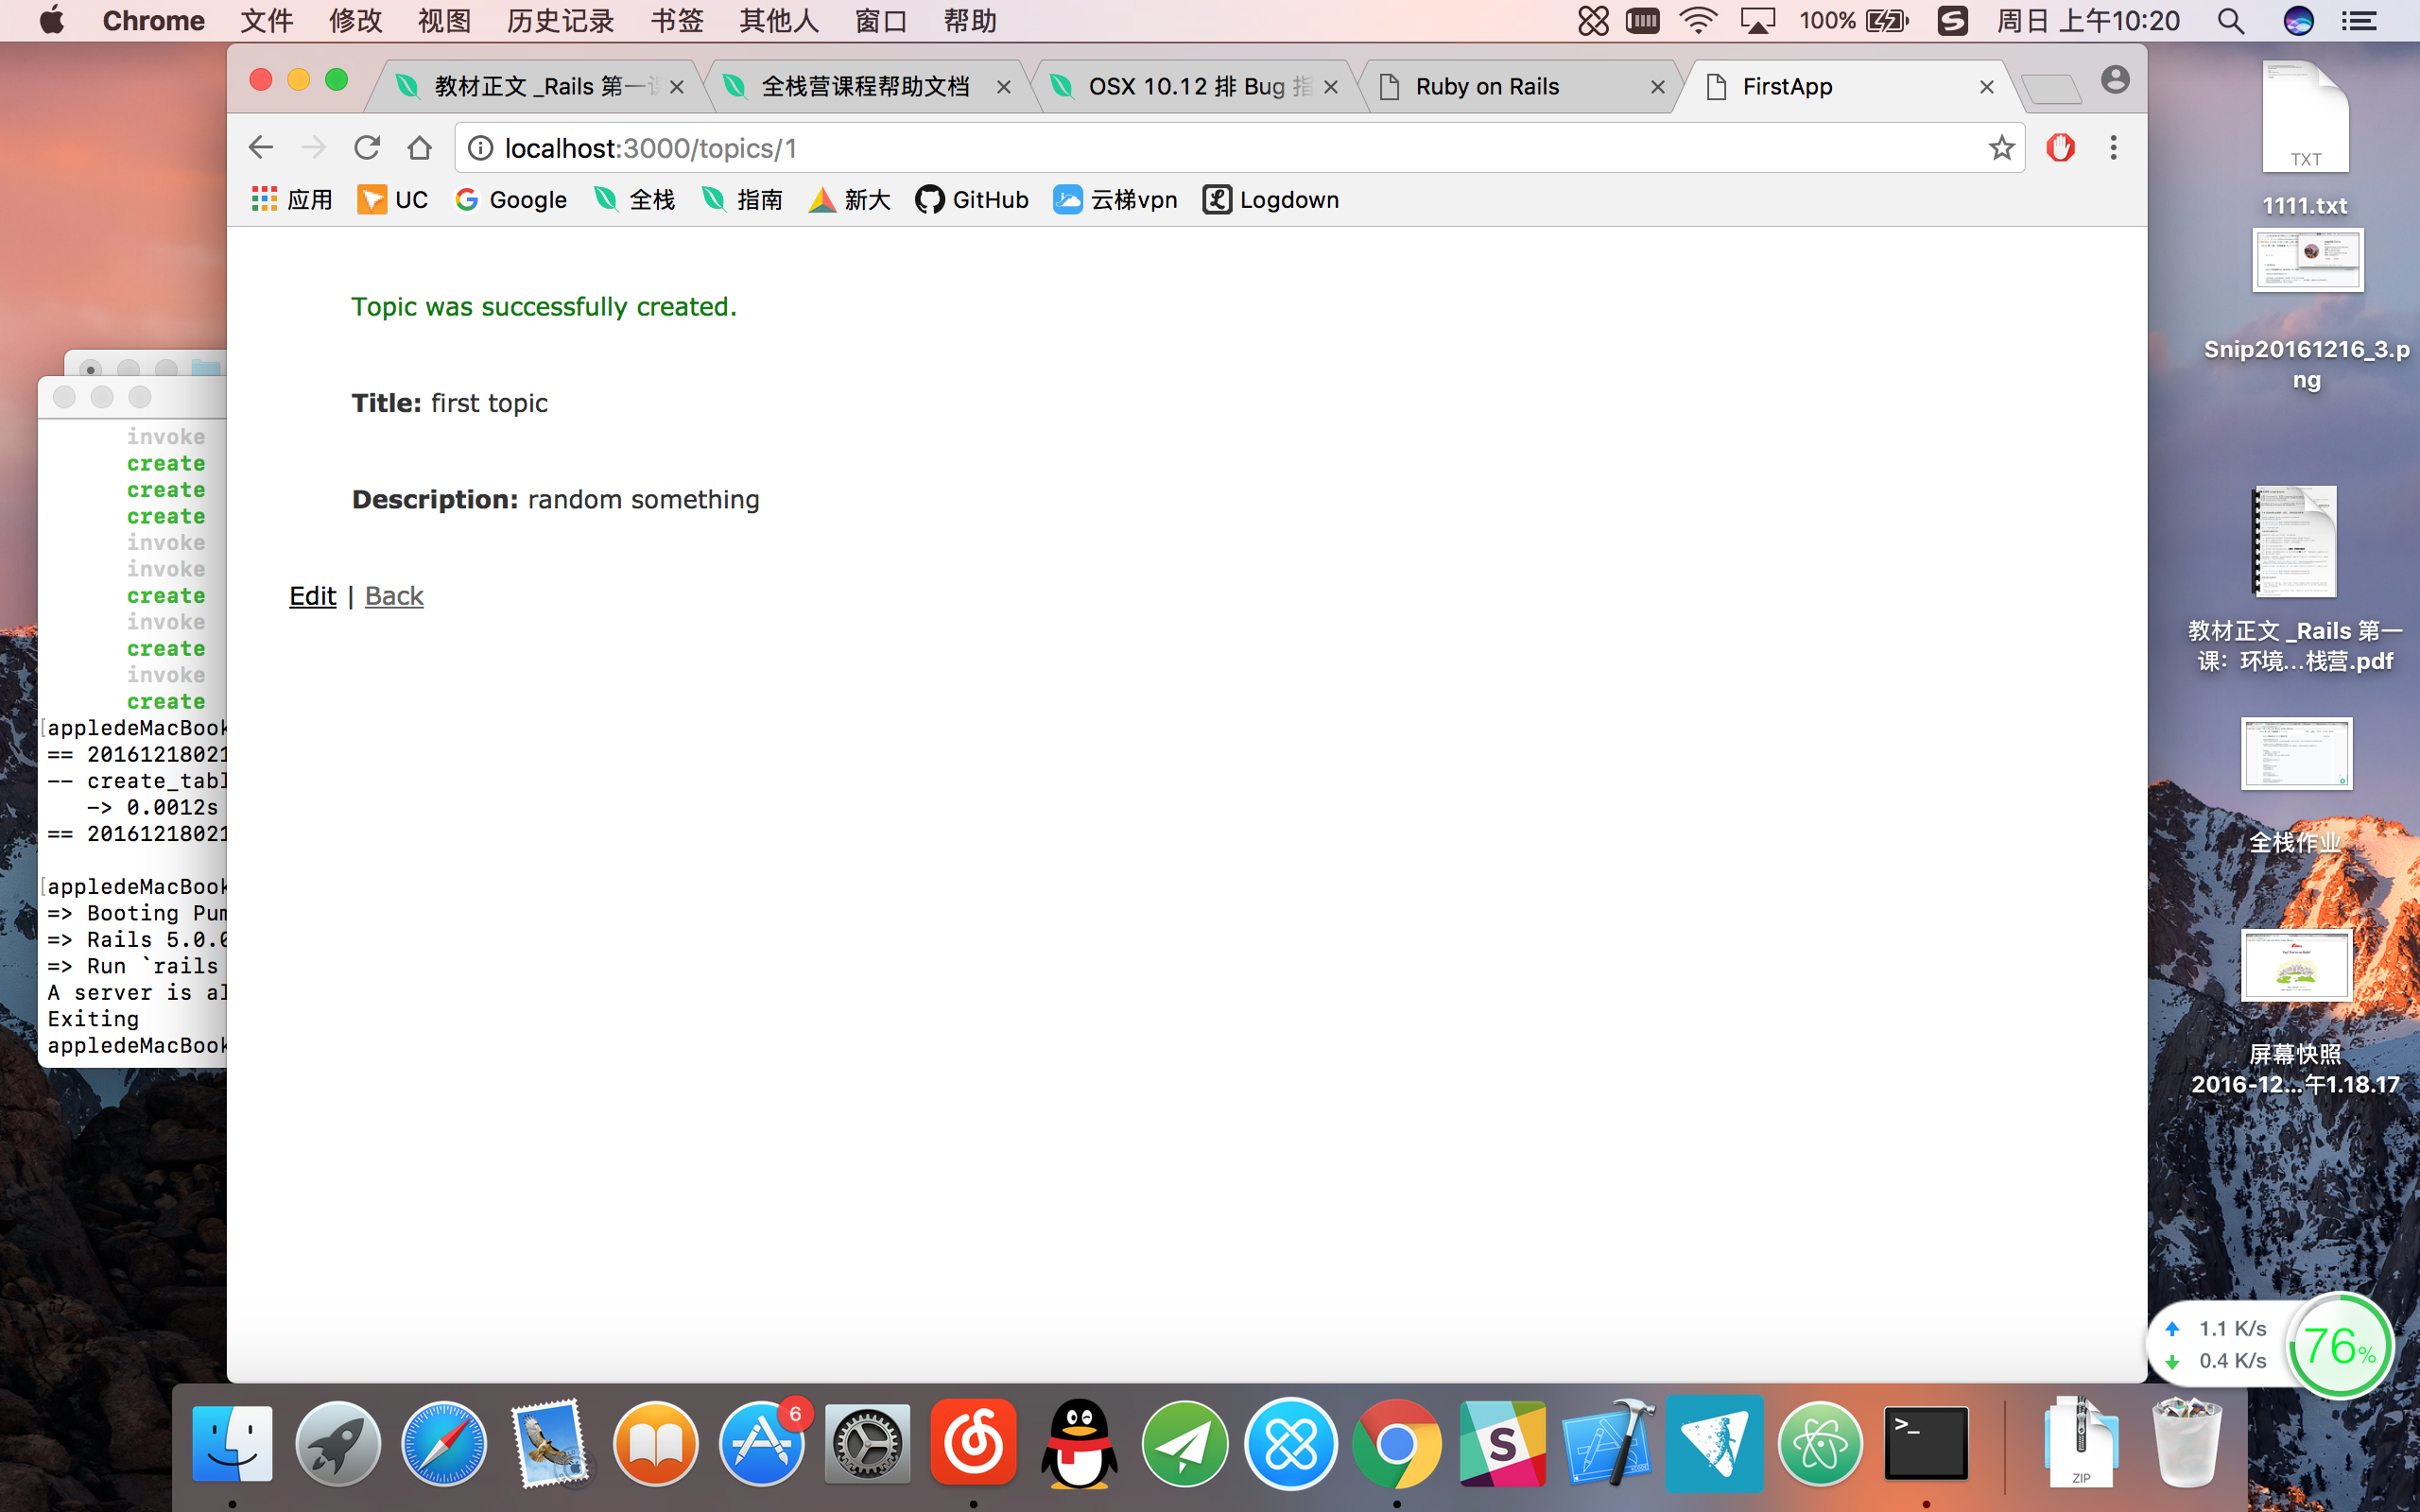 Chrome 文件 修改 视图 历史记录 书签 其他人 窗口 帮助 100% 周日 上午10:20
教材正文 _Rails 第一 全栈营课程帮助文档 OSX 10.12 排 Bug 指 Ruby on Rails FirstApp
localhost:3000/topics/1
应用 UC Google 全栈 指南 新大 GitHub 云梯vpn Logdown
Topic was successfully created.
Title: first topic
Description: random something
Edit | Back
invoke
create
create
create
invoke
invoke
create
invoke
create
invoke
create
[appledeMacBook
== 20161218021
-- create_tabl
-> 0.0012s
== 20161218021
[appledeMacBook
=> Booting Pum
=> Rails 5.0.0
=> Run `rails
A server is al
Exiting
appledeMacBook
TXT
1111.txt
Snip20161216_3.p
ng
教材正文 _Rails 第一
课：环境...栈营.pdf
全栈作业
屏幕快照
2016-12...午1.18.17
1.1 K/s
0.4 K/s
76%
6
ZIP